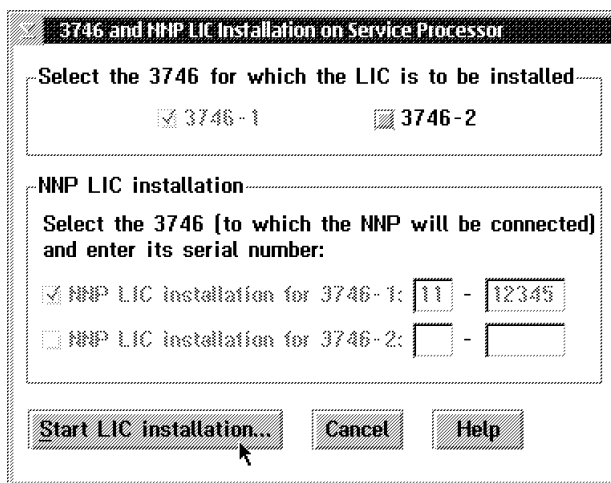 3746 and NNP LIC Installation on Service Processor
Select the 3746 for which the LIC is to be installed
3746-1 3746-2
NNP LIC installation
Select the 3746 (to which the NNP will be connected)
and enter its serial number:
NNP LIC installation for 3746-1: 11 - 12345
NNP LIC installation for 3746-2: -
Start LIC installation... Cancel Help